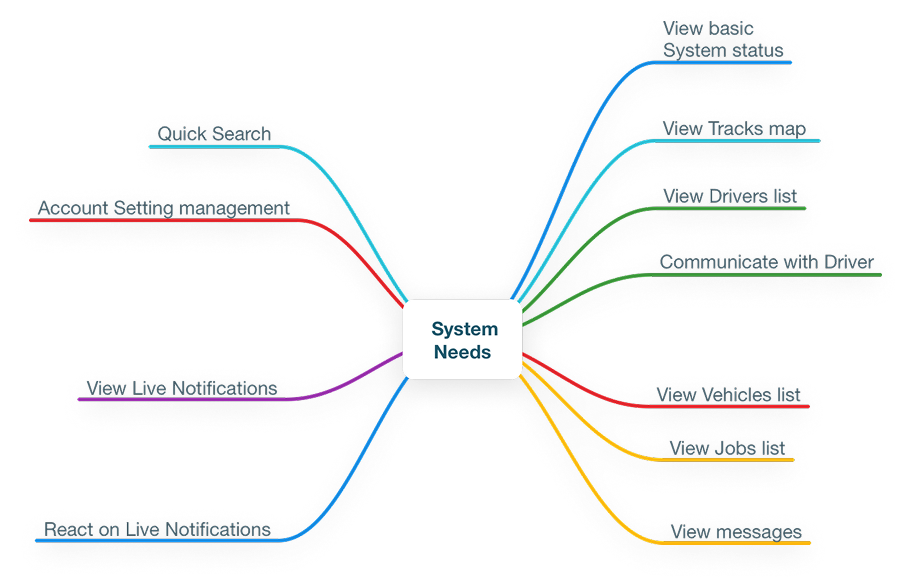 View basic
System status
Quick Search
View Tracks map
Account Setting management
View Drivers list
Communicate with Driver
System
Needs
View Live Notifications
View Vehicles list
View Jobs list
React on Live Notifications
View messages